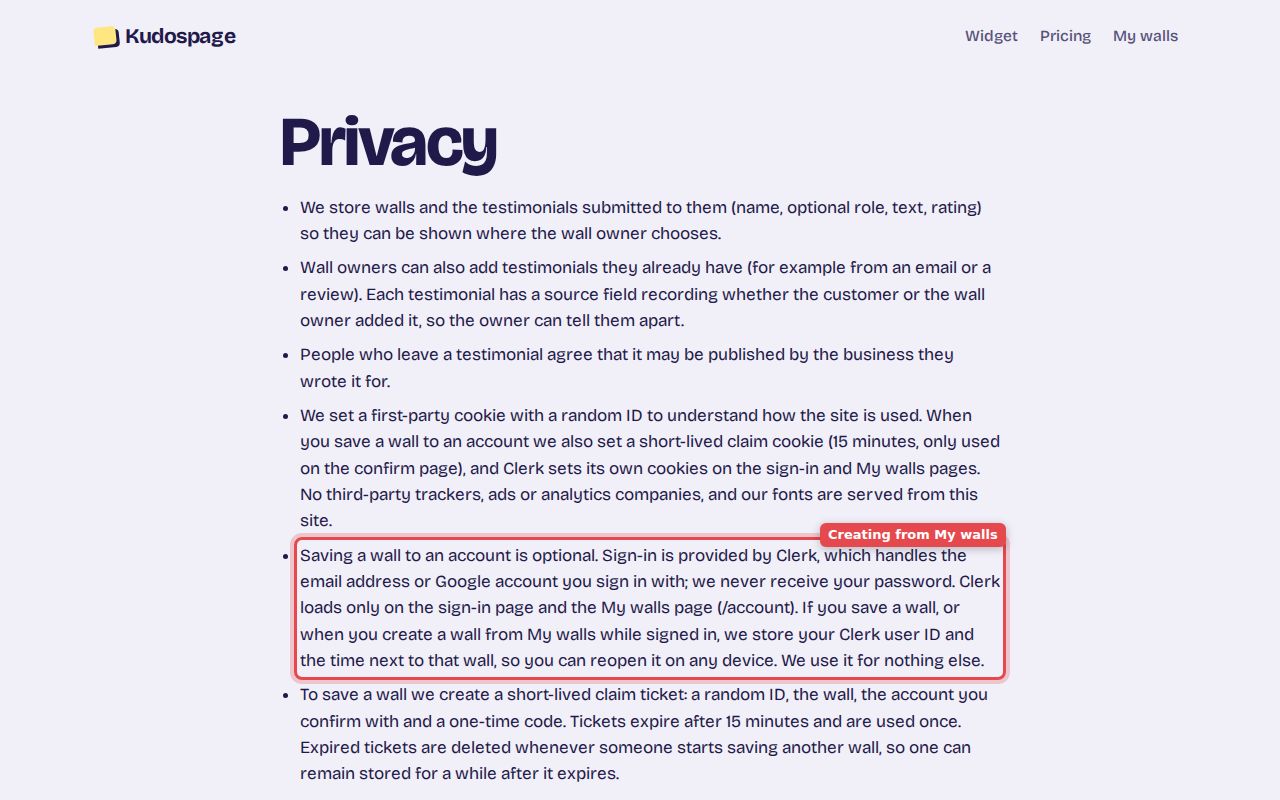 Kudospage
Widget Pricing My walls
Privacy
• We store walls and the testimonials submitted to them (name, optional role, text, rating)
so they can be shown where the wall owner chooses.
• Wall owners can also add testimonials they already have (for example from an email or a
review). Each testimonial has a source field recording whether the customer or the wall
owner added it, so the owner can tell them apart.
• People who leave a testimonial agree that it may be published by the business they
wrote it for.
• We set a first-party cookie with a random ID to understand how the site is used. When
you save a wall to an account we also set a short-lived claim cookie (15 minutes, only used
on the confirm page), and Clerk sets its own cookies on the sign-in and My walls pages.
No third-party trackers, ads or analytics companies, and our fonts are served from this
site.
Creating from My walls
• Saving a wall to an account is optional. Sign-in is provided by Clerk, which handles the
email address or Google account you sign in with; we never receive your password. Clerk
loads only on the sign-in page and the My walls page (/account). If you save a wall, or
when you create a wall from My walls while signed in, we store your Clerk user ID and
the time next to that wall, so you can reopen it on any device. We use it for nothing else.
• To save a wall we create a short-lived claim ticket: a random ID, the wall, the account you
confirm with and a one-time code. Tickets expire after 15 minutes and are used once.
Expired tickets are deleted whenever someone starts saving another wall, so one can
remain stored for a while after it expires.